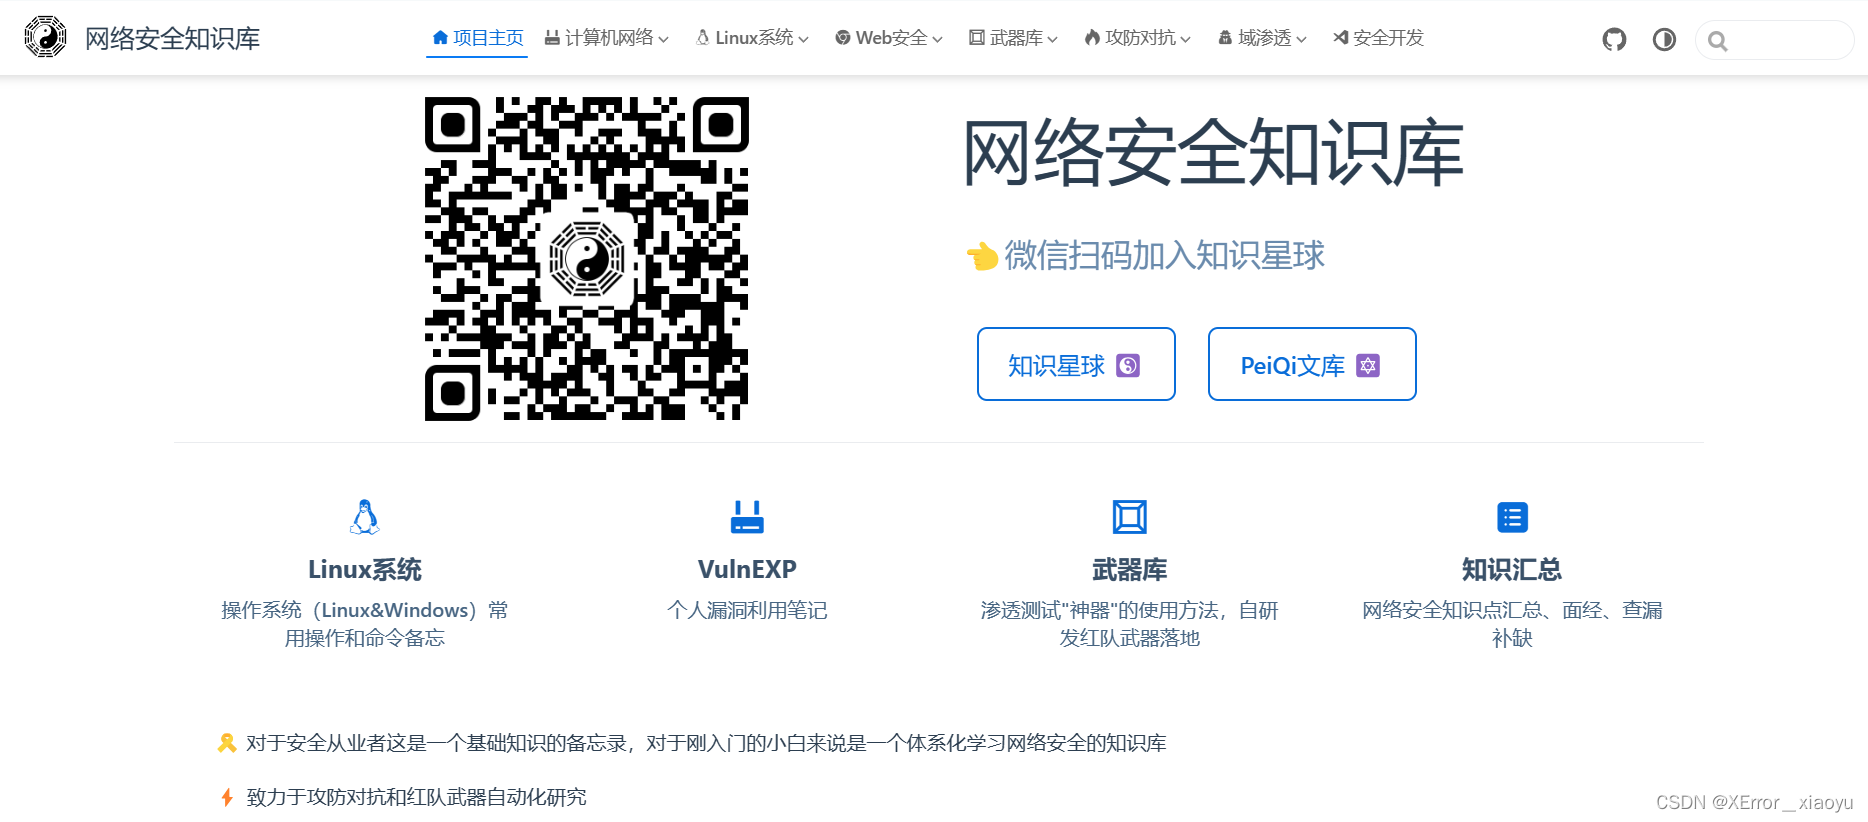 网络安全知识库
项目主页 计算机网络 Linux系统 Web安全 武器库 攻防对抗 域渗透 安全开发
网络安全知识库
微信扫码加入知识星球
知识星球 PeiQi文库
Linux系统
操作系统（Linux&Windows）常
用操作和命令备忘
VulnEXP
个人漏洞利用笔记
武器库
渗透测试"神器"的使用方法，自研
发红队武器落地
知识汇总
网络安全知识点汇总、面经、查漏
补缺
对于安全从业者这是一个基础知识的备忘录，对于刚入门的小白来说是一个体系化学习网络安全的知识库
致力于攻防对抗和红队武器自动化研究
CSDN @XError＿xiaoyu